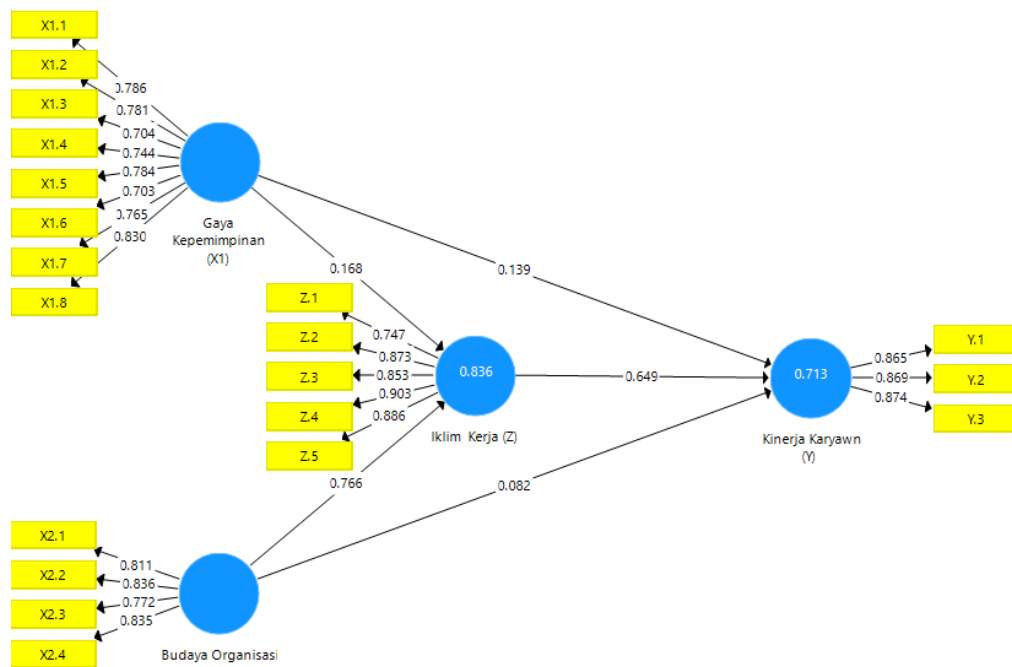 X1.1
X1.2
X1.3
X1.4
X1.5
X1.6
X1.7
X1.8
0.786
0.781
0.704
0.744
0.784
0.703
0.765
0.830
Gaya
Kepemimpinan
(X1)
0.168
0.139
Z.1
Z.2
Z.3
Z.4
Z.5
0.747
0.873
0.853
0.903
0.886
0.836
Iklim Kerja (Z)
0.649
0.713
Kinerja Karyawn
(Y)
0.865
0.869
0.874
Y.1
Y.2
Y.3
0.766
0.082
X2.1
X2.2
X2.3
X2.4
0.811
0.836
0.772
0.835
Budaya Organisasi